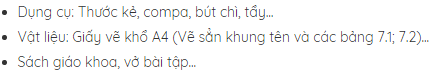 • Dụng cụ: Thước kẻ, compa, bút chì, tẩy...
• Vật liệu: Giấy vẽ khổ A4 (Vẽ sẵn khung tên và các bảng 7.1; 7.2)...
• Sách giáo khoa, vở bài tập...